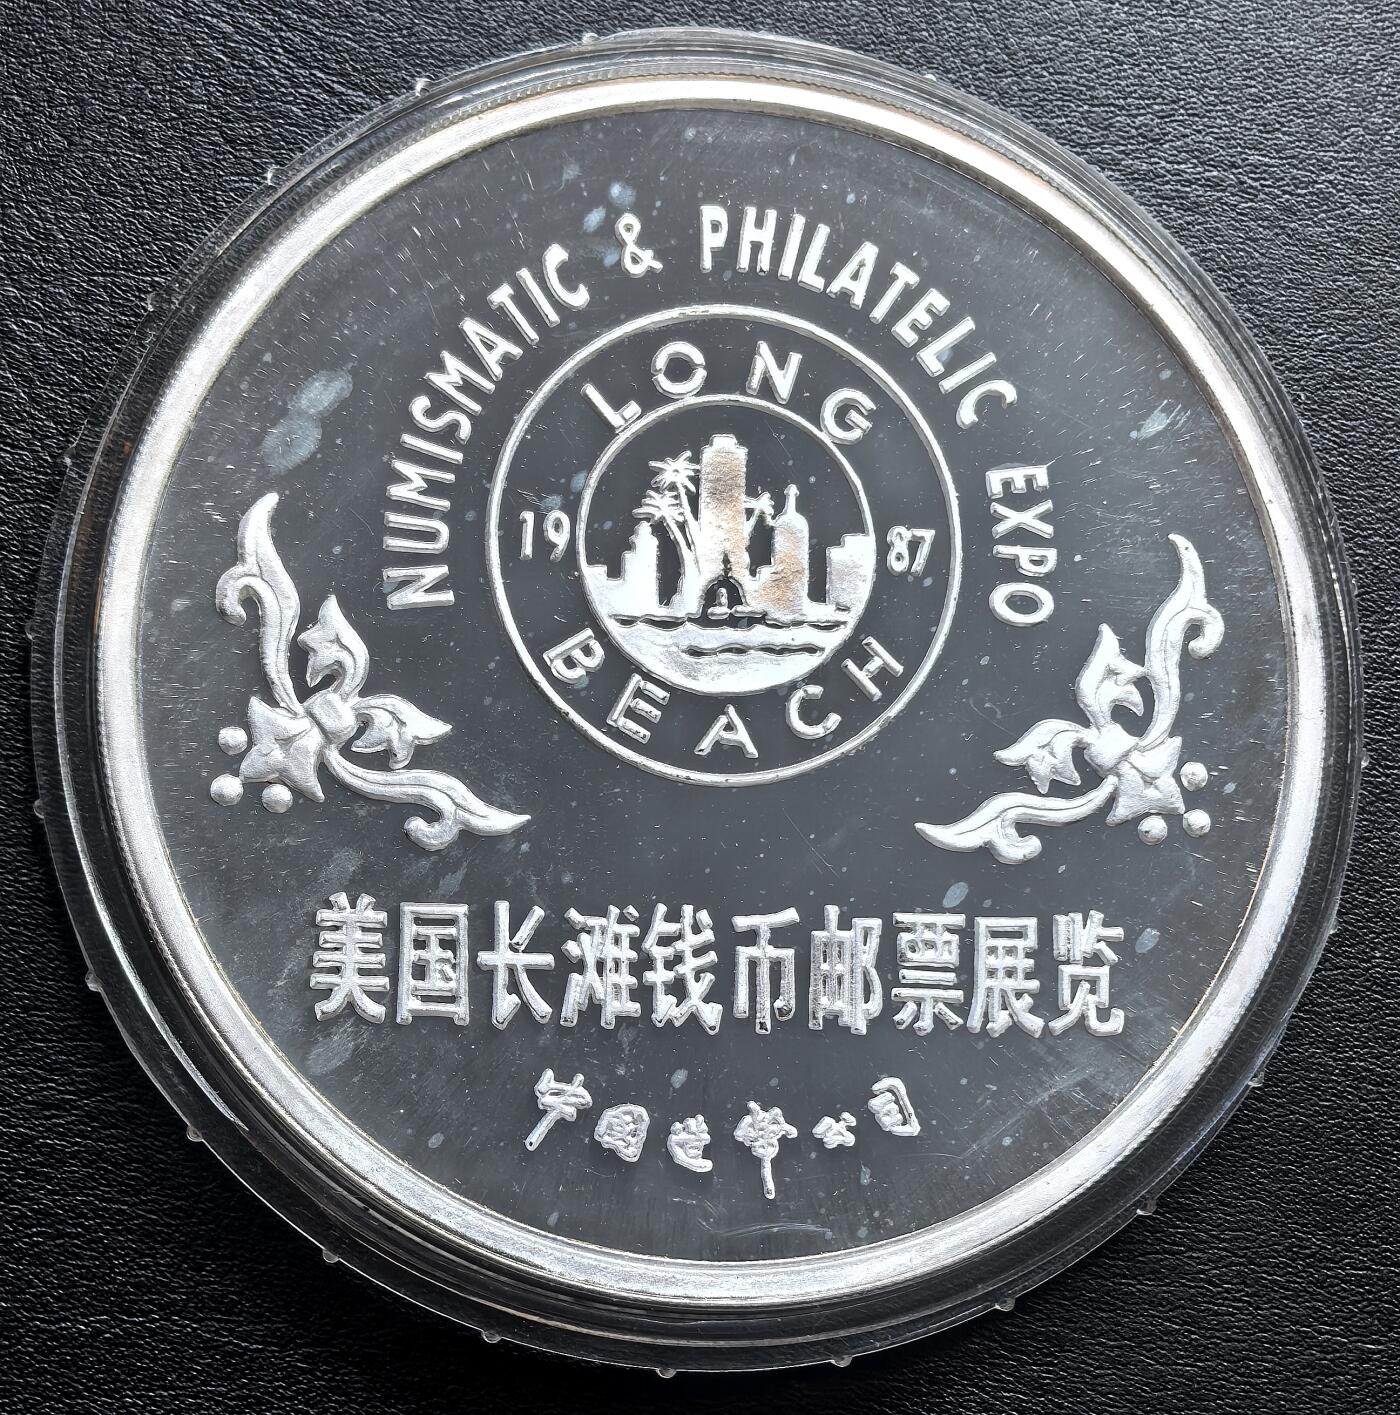 NUMISMATIC & PHILATELIC EXPO
LONG
19 87
BEACH
美国长滩钱币邮票展览
中国造币公司